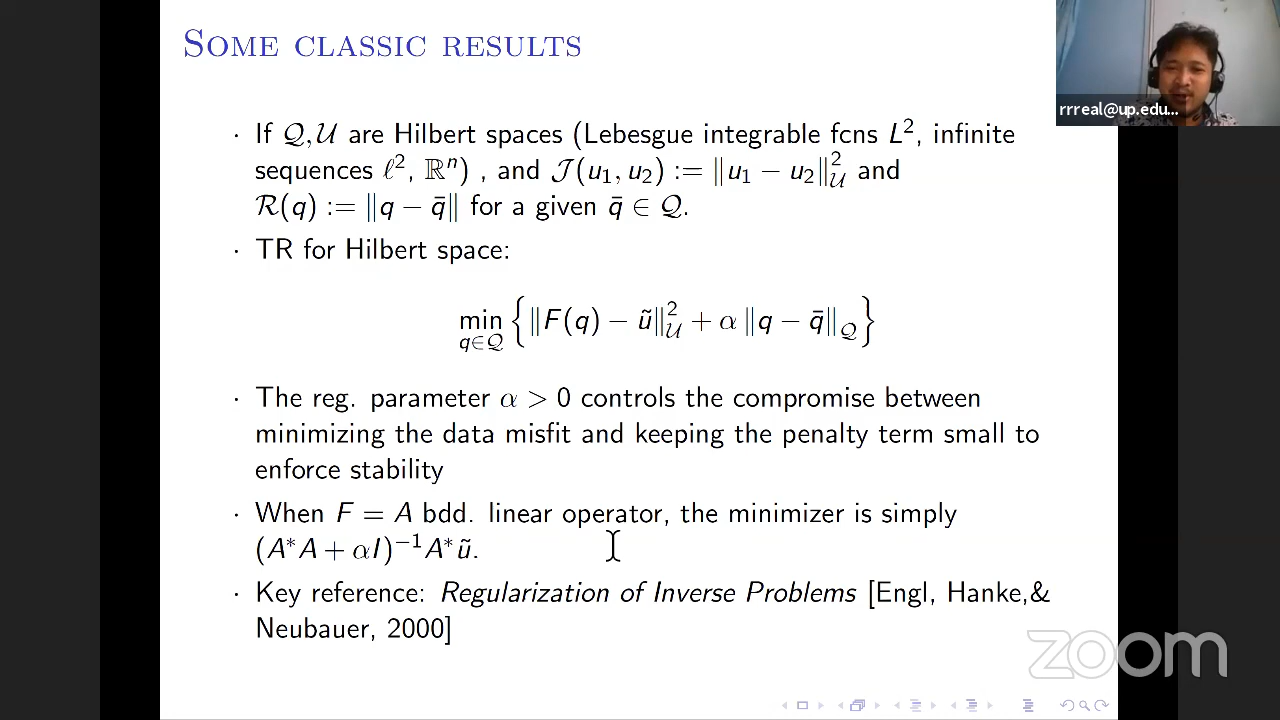 SOME CLASSIC RESULTS
rrreal@up.edu...
· If 𝒬, 𝒰 are Hilbert spaces (Lebesgue integrable fcns L², infinite
sequences ℓ², ℝⁿ) , and 𝒥(u₁, u₂) := ‖u₁ − u₂‖²_𝒰 and
ℛ(q) := ‖q − q̄‖ for a given q̄ ∈ 𝒬.
· TR for Hilbert space:
min_{q∈𝒬} {‖F(q) − ũ‖²_𝒰 + α ‖q − q̄‖_𝒬}
· The reg. parameter α > 0 controls the compromise between
minimizing the data misfit and keeping the penalty term small to
enforce stability
· When F = A bdd. linear operator, the minimizer is simply
(A*A + αI)⁻¹A*ũ.
· Key reference: Regularization of Inverse Problems [Engl, Hanke,&
Neubauer, 2000]
zoom